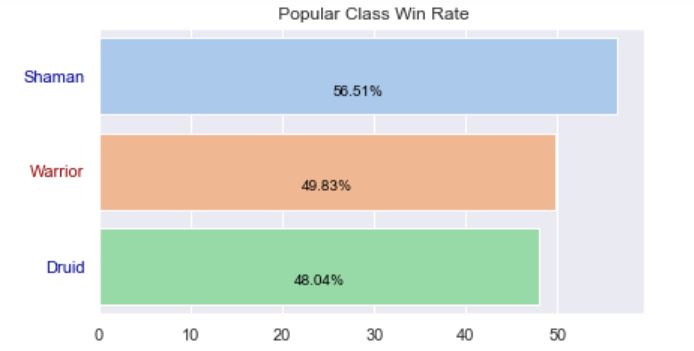 Popular Class Win Rate
Shaman
56.51%
Warrior
49.83%
Druid
48.04%
0 10 20 30 40 50